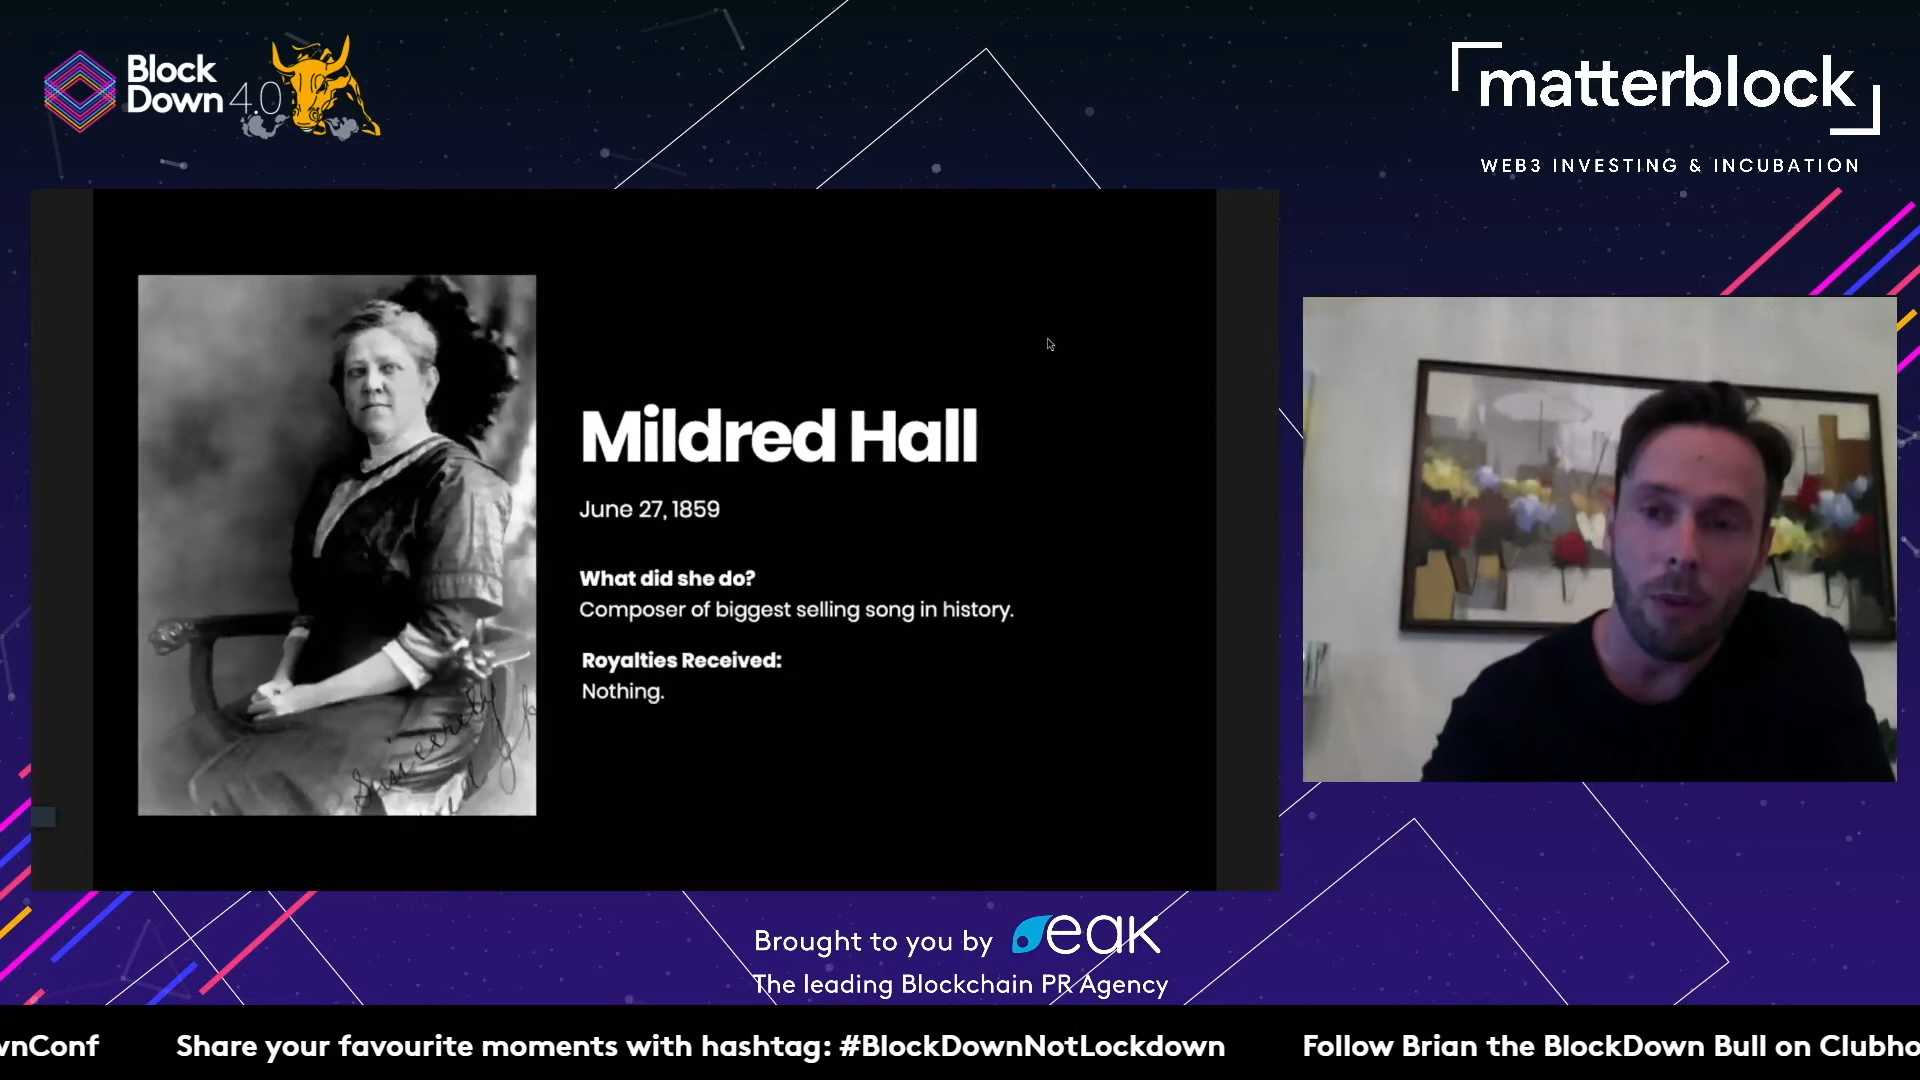 Block
Down 4.0
matterblock
WEB3 INVESTING & INCUBATION
Mildred Hall
June 27, 1859
What did she do?
Composer of biggest selling song in history.
Royalties Received:
Nothing.
Sincerely
Brought to you by eak
The leading Blockchain PR Agency
wnConf Share your favourite moments with hashtag: #BlockDownNotLockdown Follow Brian the BlockDown Bull on Clubho